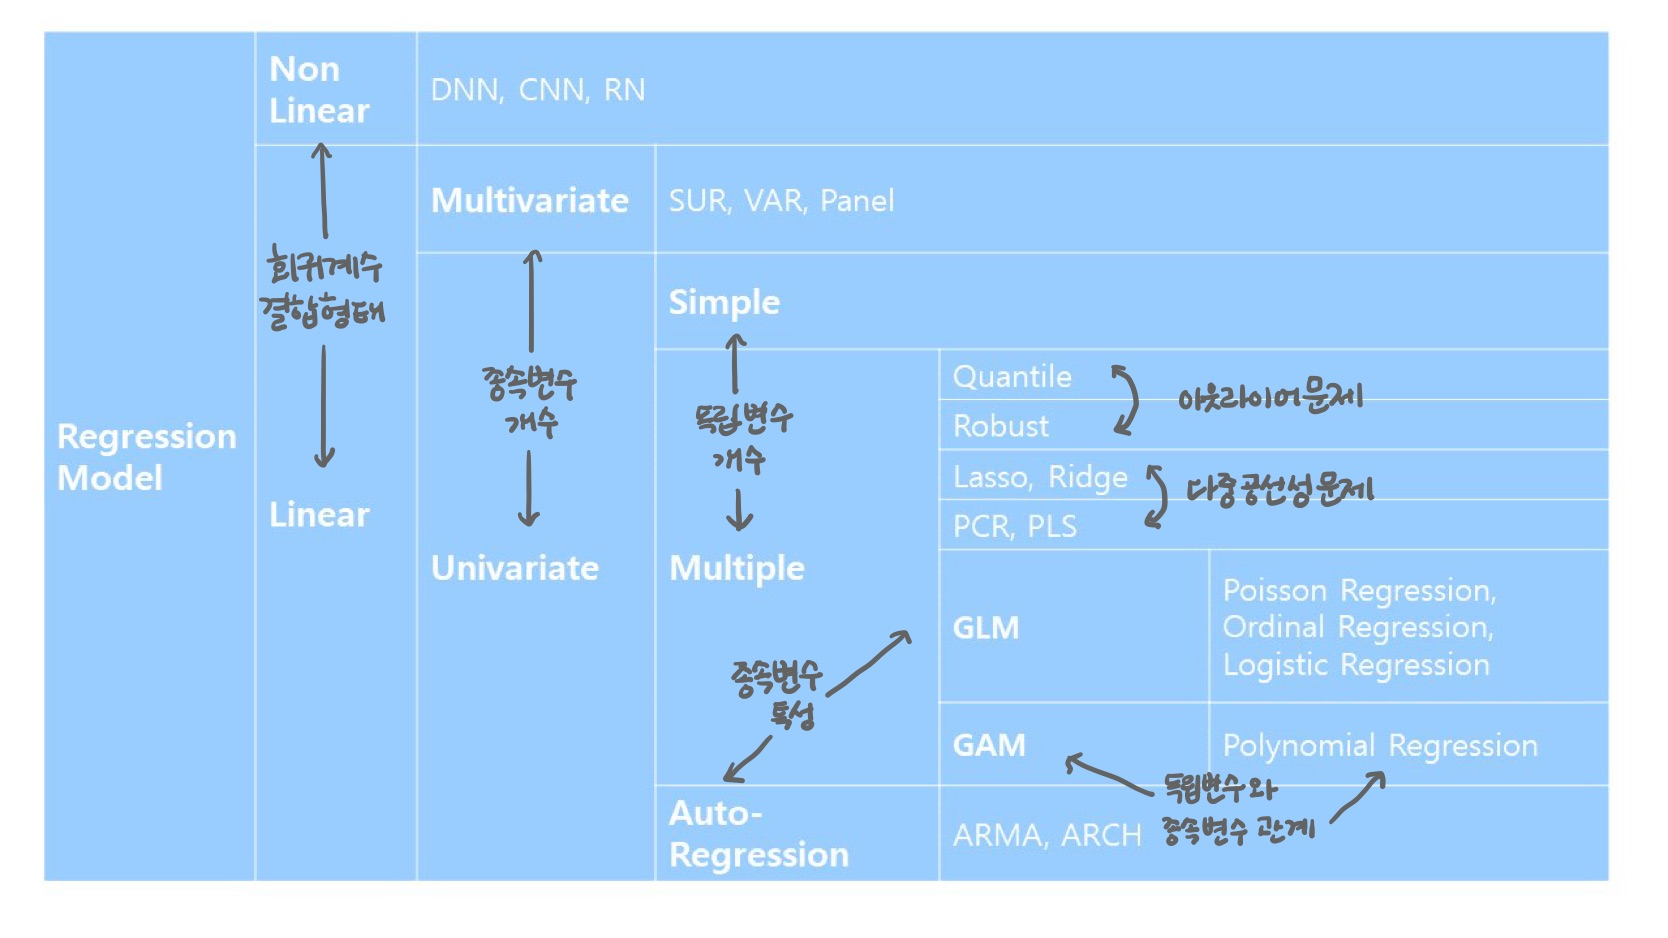 Non
Linear
DNN, CNN, RN
Multivariate
SUR, VAR, Panel
회귀계수
결합형태
Simple
종속변수
개수
독립변수
개수
Quantile
아웃라이어문제
Robust
Regression
Model
Lasso, Ridge
다중공선성문제
PCR, PLS
Linear
Univariate
Multiple
GLM
Poisson Regression,
Ordinal Regression,
Logistic Regression
종속변수
특성
GAM
Polynomial Regression
독립변수와
종속변수 관계
Auto-
Regression
ARMA, ARCH